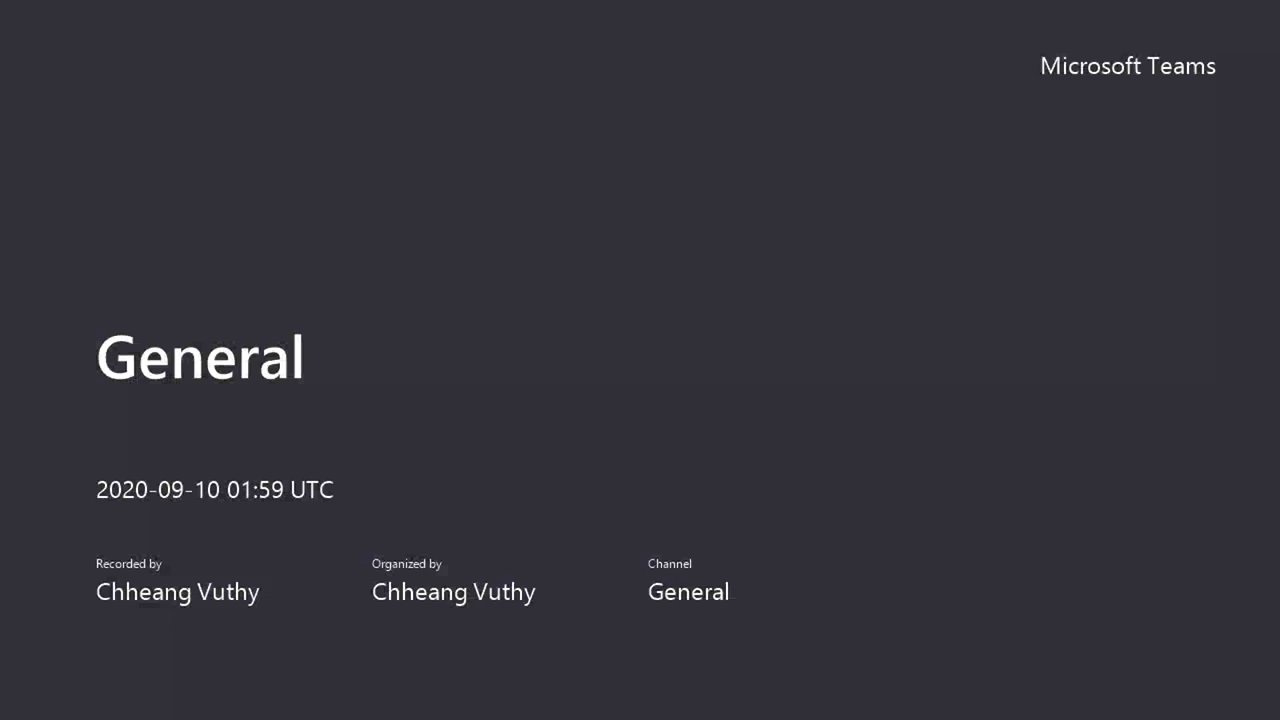 Microsoft Teams
General
2020-09-10 01:59 UTC
Recorded by
Chheang Vuthy
Organized by
Chheang Vuthy
Channel
General